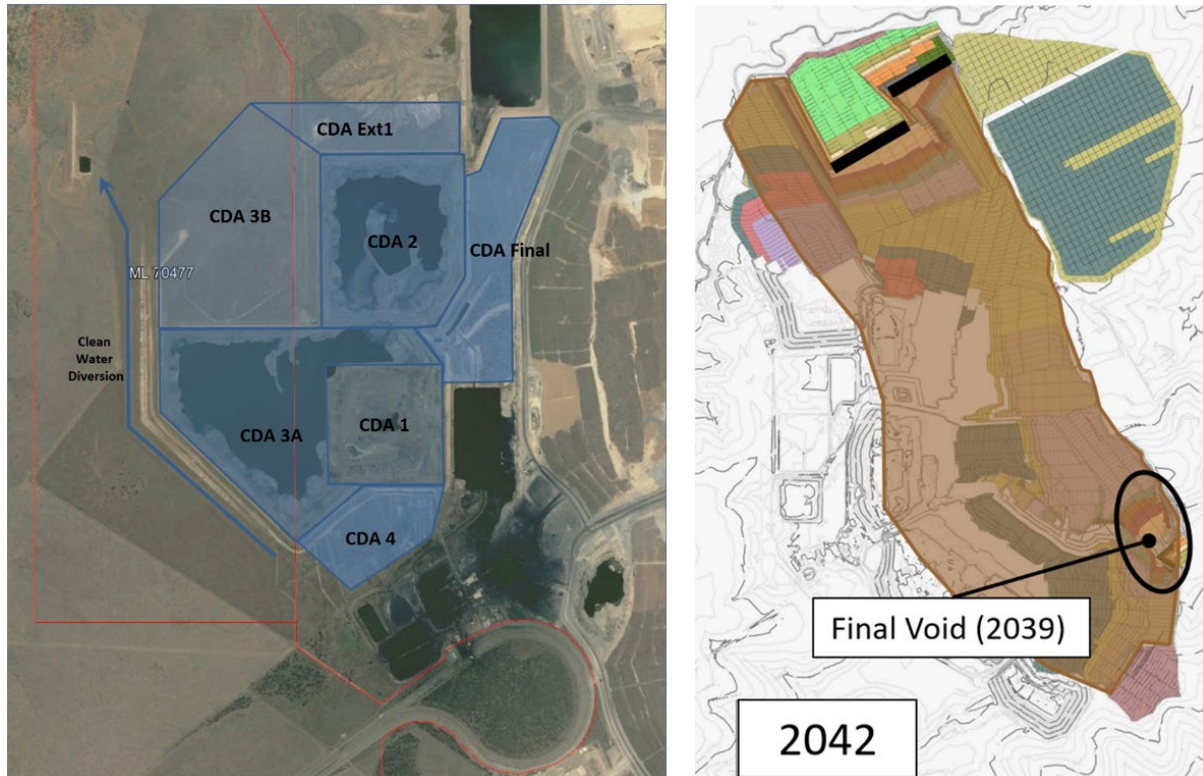 CDA Ext1
CDA 3B
CDA 2
CDA Final
ML 70477
Clean
Water
Diversion
CDA 3A
CDA 1
CDA 4
Final Void (2039)
2042